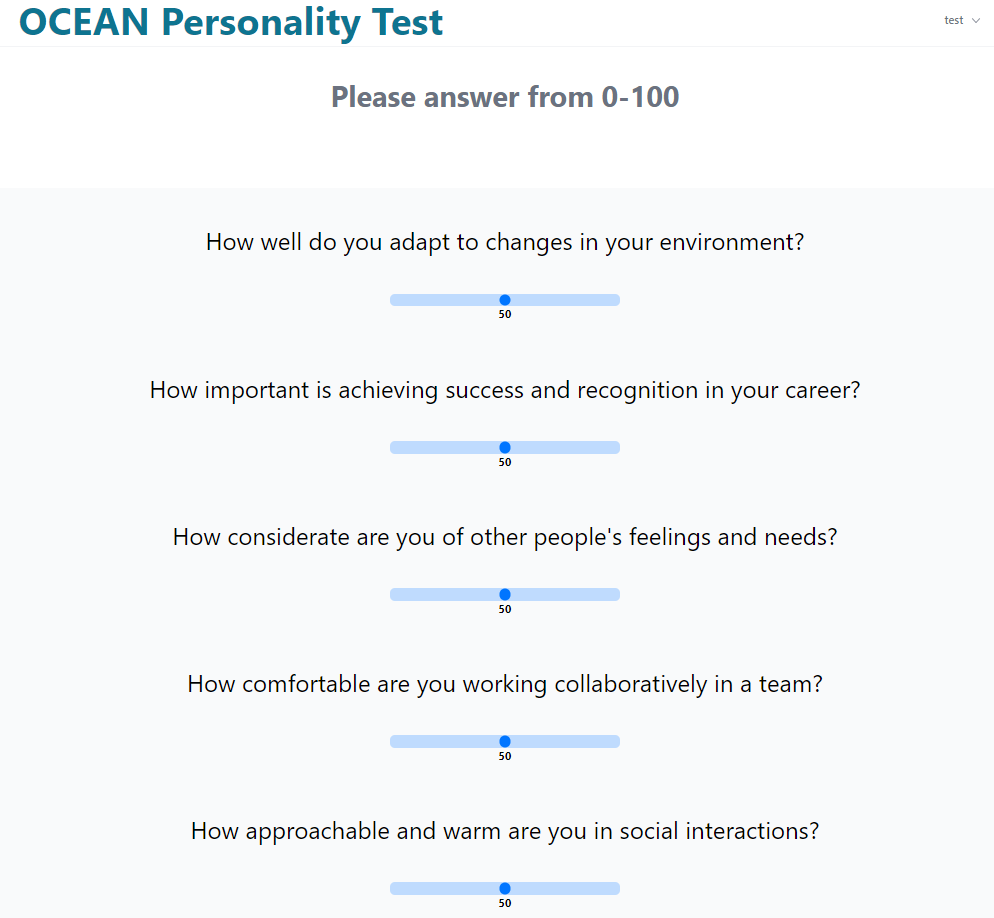 OCEAN Personality Test
test
Please answer from 0-100
How well do you adapt to changes in your environment?
50
How important is achieving success and recognition in your career?
50
How considerate are you of other people's feelings and needs?
50
How comfortable are you working collaboratively in a team?
50
How approachable and warm are you in social interactions?
50